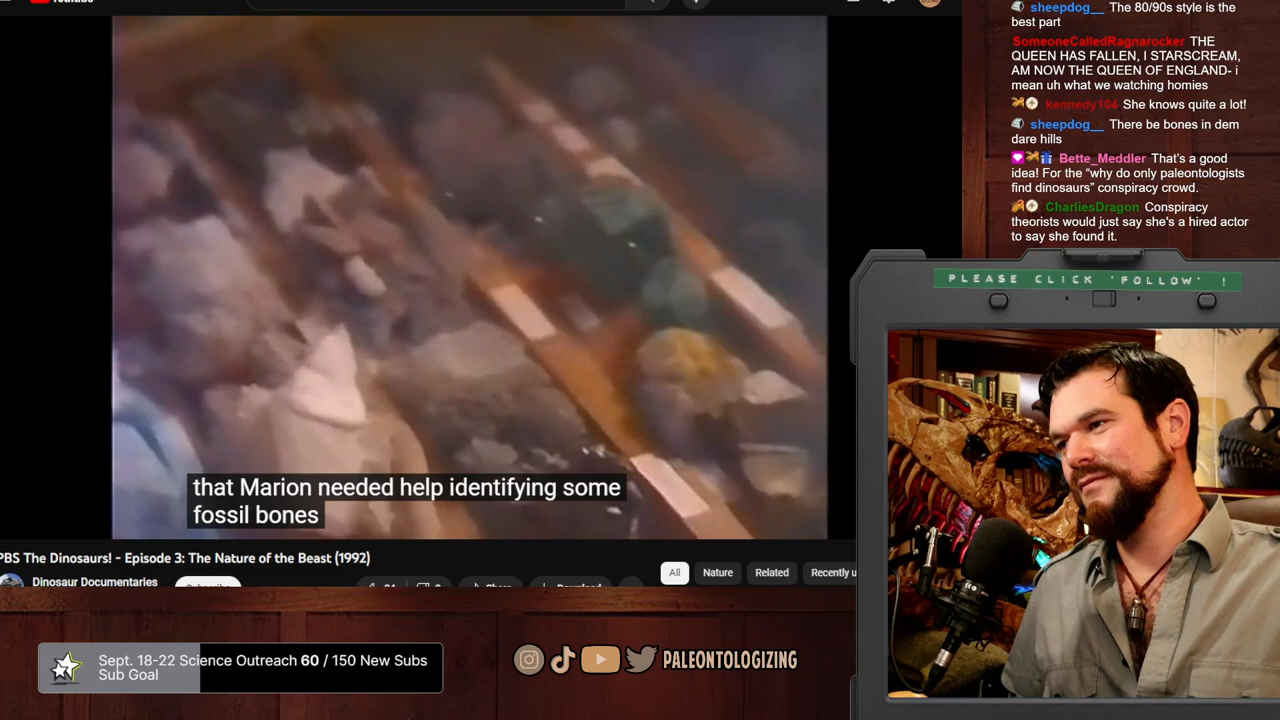 sheepdog__ The 80/90s style is the
best part
SomeoneCalledRagnarocker THE
QUEEN HAS FALLEN, I STARSCREAM,
AM NOW THE QUEEN OF ENGLAND- i
mean uh what we watching homies
kennedy104 She knows quite a lot!
sheepdog__ There be bones in dem
dare hills
Bette_Meddler That's a good
idea! For the “why do only paleontologists
find dinosaurs” conspiracy crowd.
CharliesDragon Conspiracy
theorists would just say she's a hired actor
to say she found it.
PLEASE CLICK 'FOLLOW' !
that Marion needed help identifying some
fossil bones
PBS The Dinosaurs! - Episode 3: The Nature of the Beast (1992)
Dinosaur Documentaries
Subscribe
Share
Download
All
Nature
Related
Recently u
Sept. 18-22 Science Outreach 60 / 150 New Subs
Sub Goal
PALEONTOLOGIZING